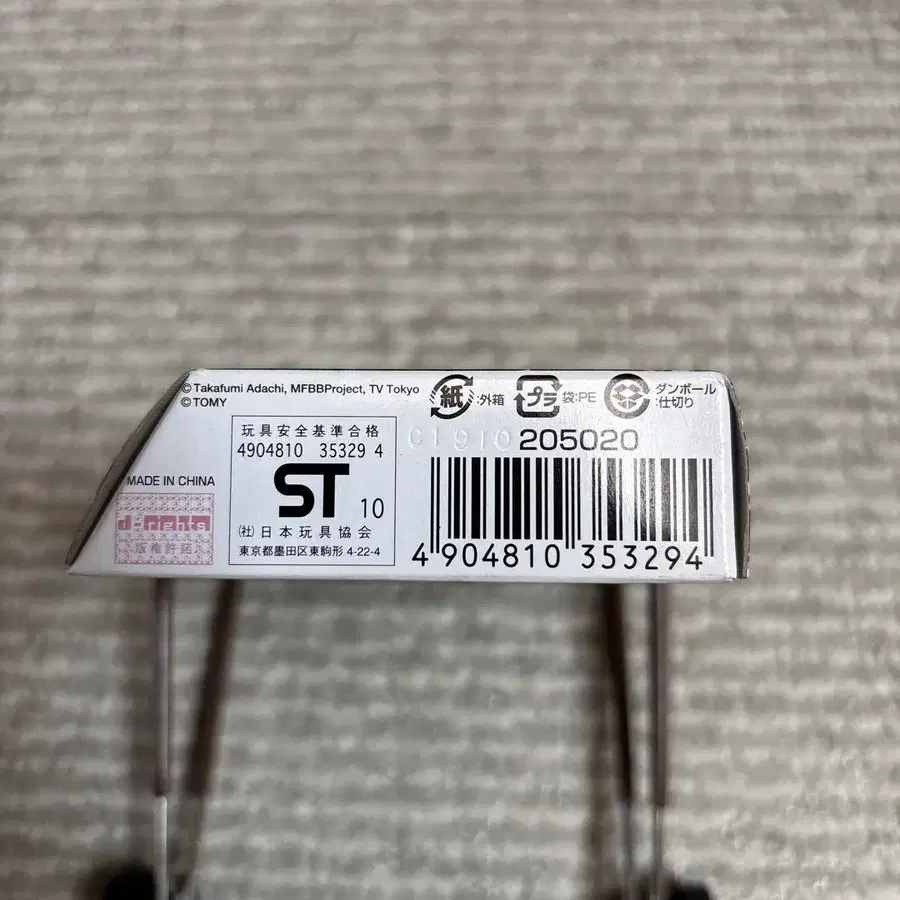 ©Takafumi Adachi, MFBBProject, TV Tokyo
©TOMY
紙 :外箱
プラ 袋:PE
ダンボール
:仕切り
玩具安全基準合格
4904810 35329 4
ST 10
(社)日本玩具協会
東京都墨田区東駒形 4-22-4
MADE IN CHINA
d-rights
版権許諾
C1910
205020
4 904810 353294